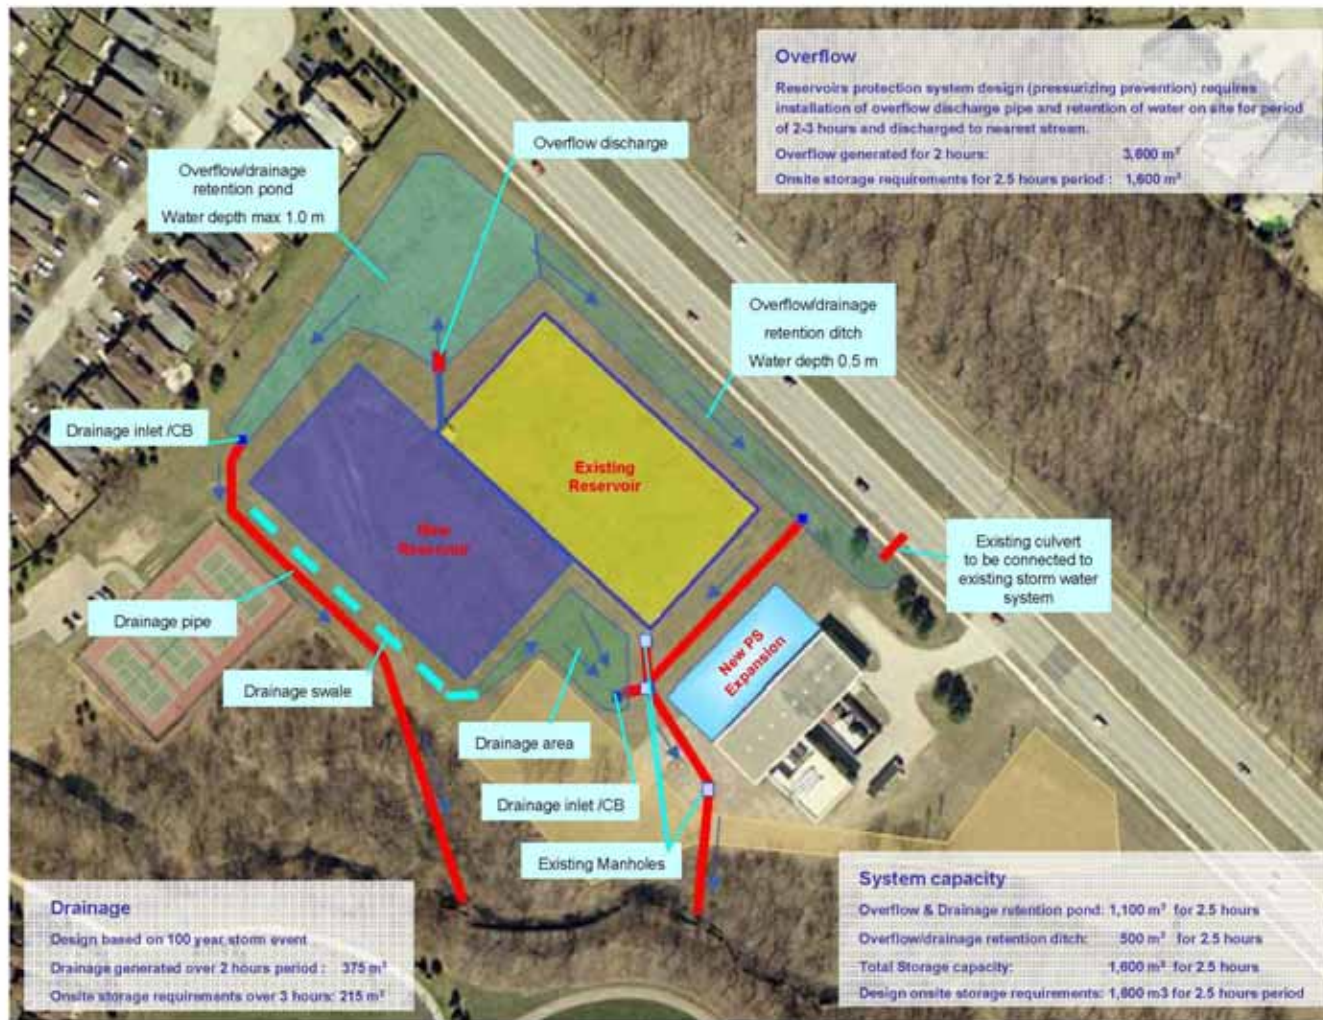 Overflow
Reservoirs protection system design (pressurizing prevention) requires
installation of overflow discharge pipe and retention of water on site for period
of 2-3 hours and discharged to nearest stream.
Overflow generated for 2 hours: 3,600 m³
Onsite storage requirements for 2.5 hours period : 1,600 m³
Overflow discharge
Overflow/drainage
retention pond
Water depth max 1.0 m
Overflow/drainage
retention ditch
Water depth 0.5 m
Drainage inlet /CB
Existing
Reservoir
New
Reservoir
Existing culvert
to be connected to
existing storm water
system
Drainage pipe
New PS
Expansion
Drainage swale
Drainage area
Drainage inlet /CB
Existing Manholes
Drainage
Design based on 100 year storm event
Drainage generated over 2 hours period : 375 m³
Onsite storage requirements over 3 hours: 215 m³
System capacity
Overflow & Drainage retention pond: 1,100 m³ for 2.5 hours
Overflow/drainage retention ditch: 500 m³ for 2.5 hours
Total Storage capacity: 1,600 m³ for 2.5 hours
Design onsite storage requirements: 1,600 m3 for 2.5 hours period